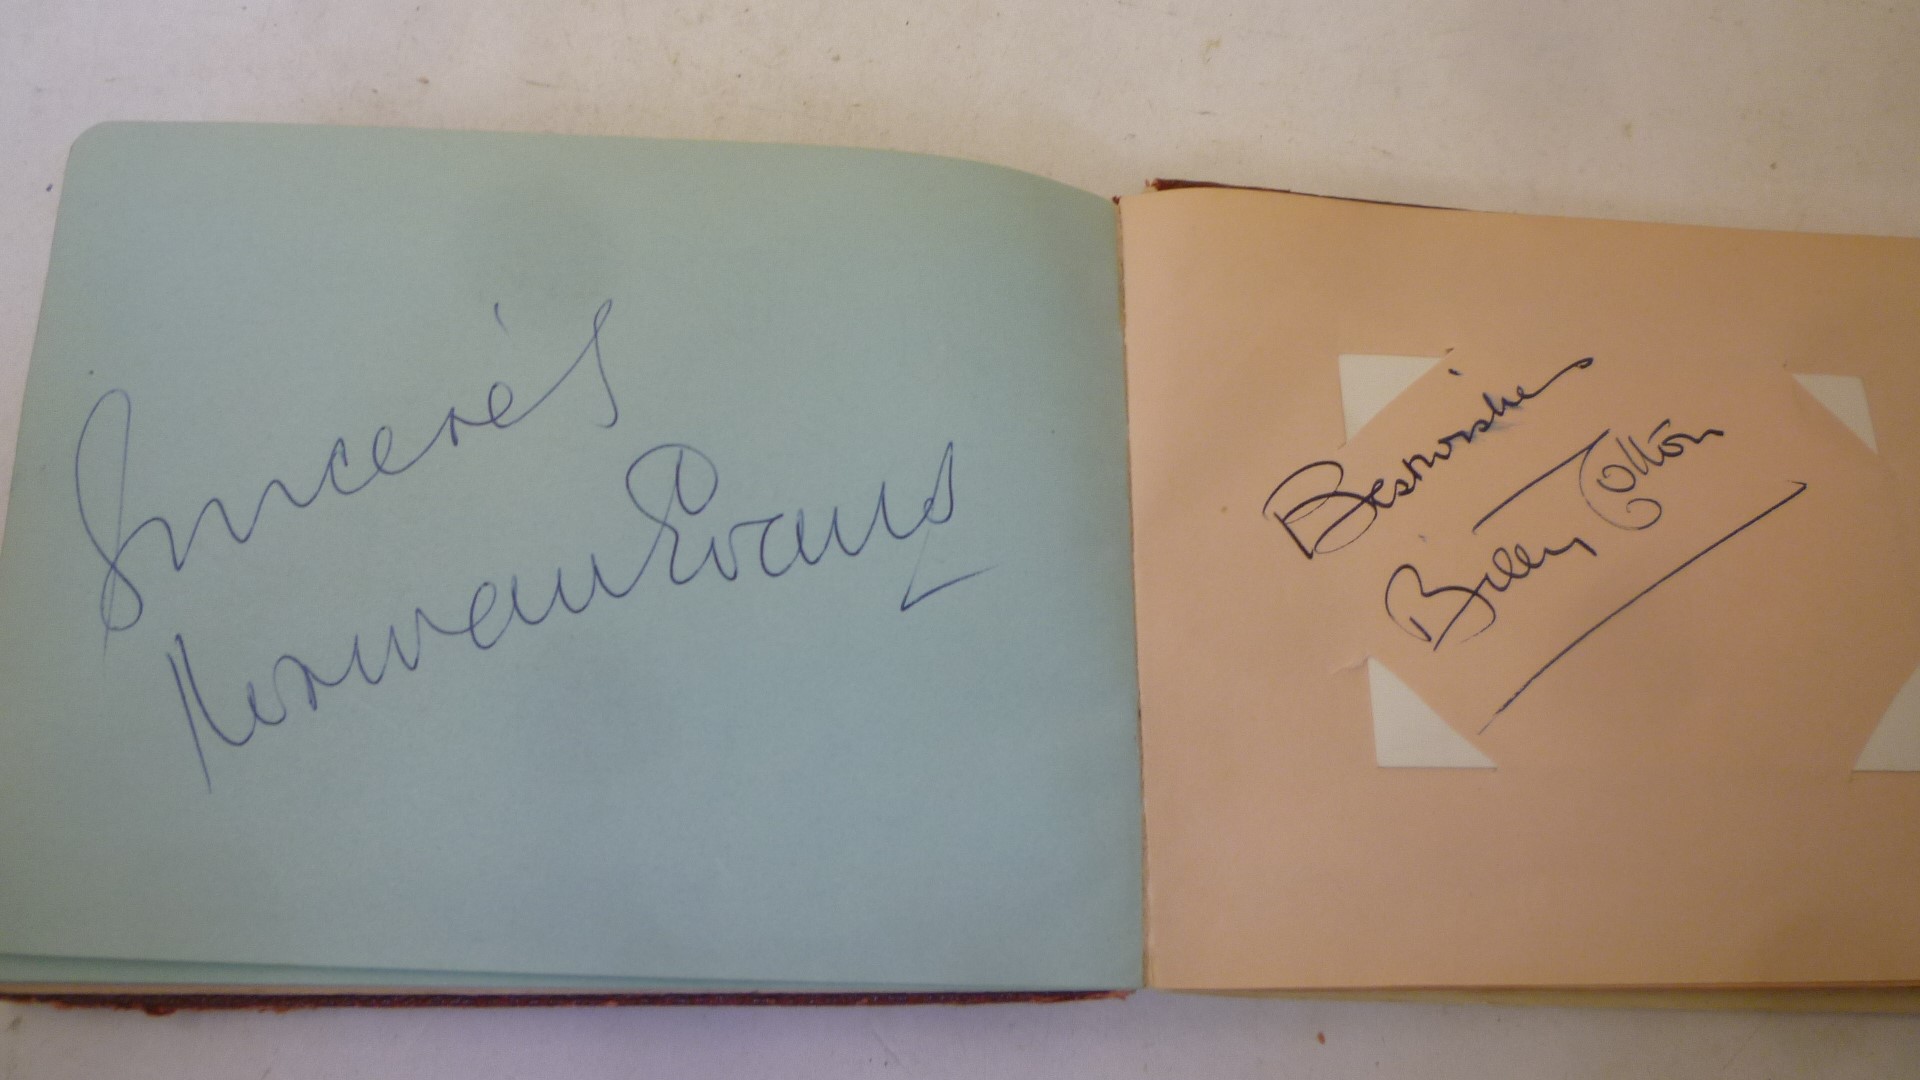 Sincerely
Norman Evans
Best wishes
Billy Cotton